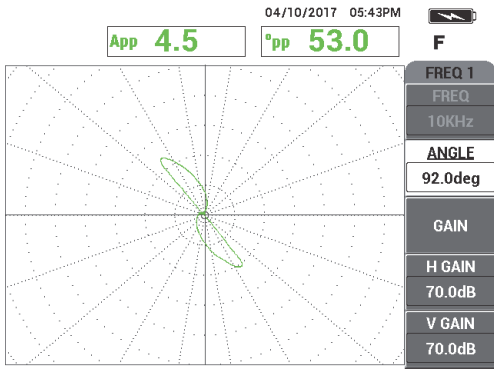 04/10/2017 05:43PM
App 4.5
°pp 53.0
F
FREQ 1
FREQ
10KHz
ANGLE
92.0deg
GAIN
H GAIN
70.0dB
V GAIN
70.0dB